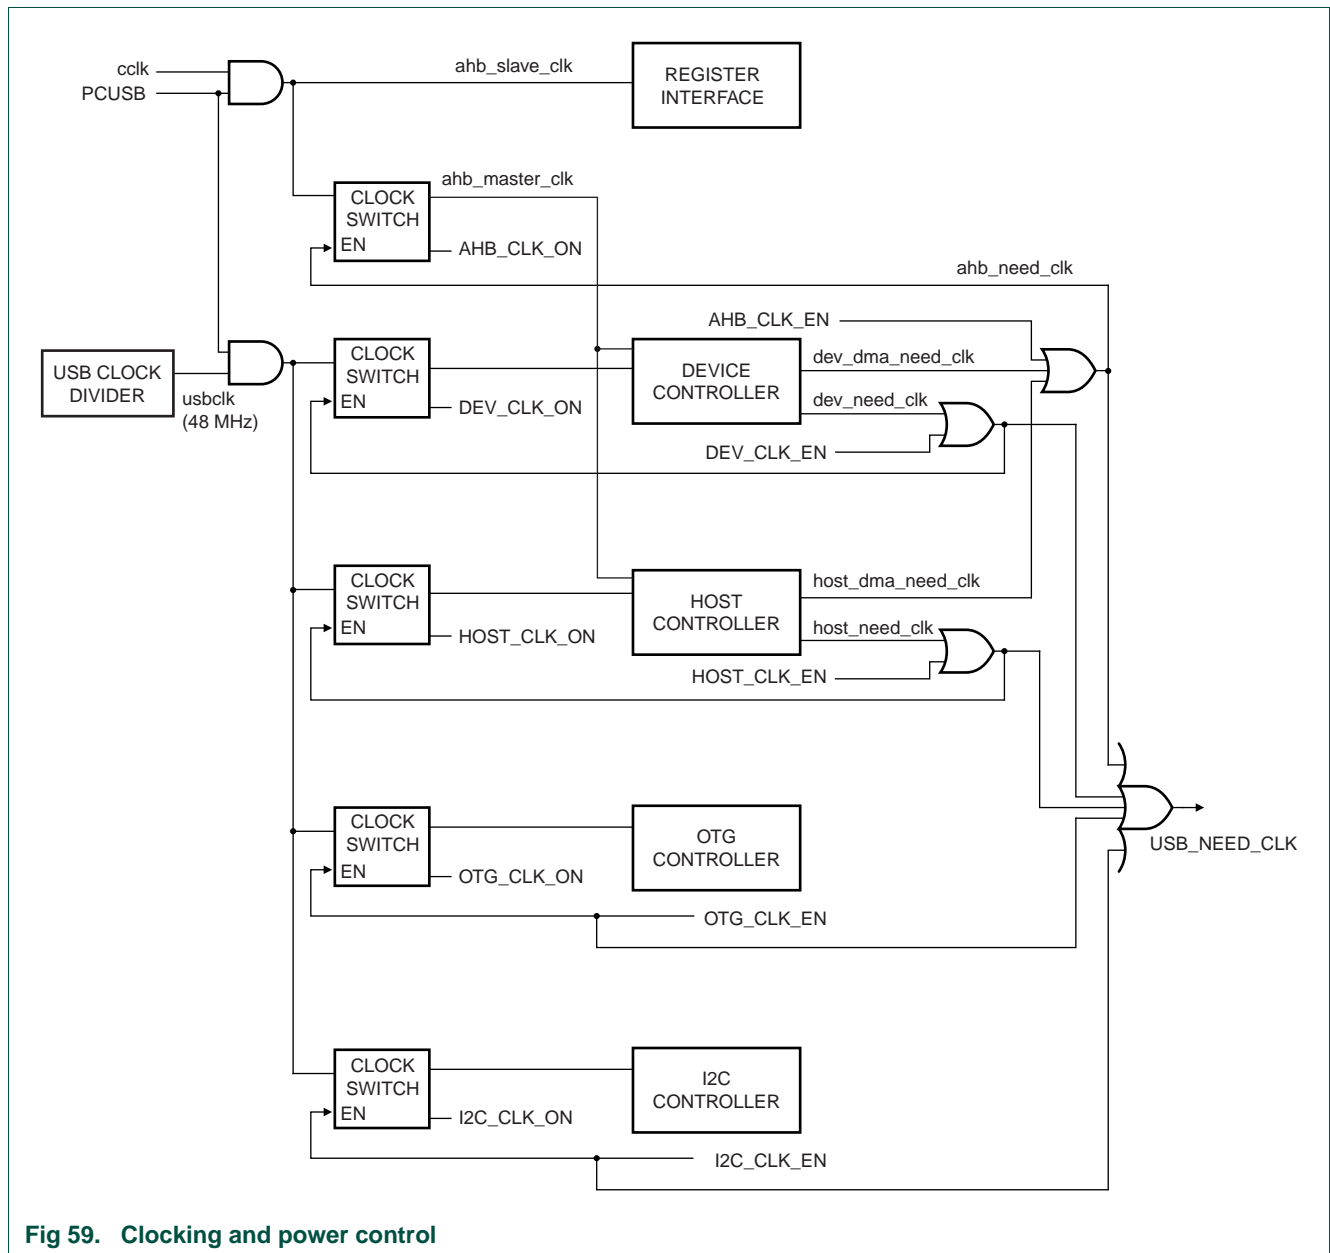 cclk
PCUSB
ahb_slave_clk
REGISTER
INTERFACE
CLOCK
SWITCH
EN
ahb_master_clk
AHB_CLK_ON
ahb_need_clk
AHB_CLK_EN
USB CLOCK
DIVIDER
usbclk
(48 MHz)
CLOCK
SWITCH
EN
DEV_CLK_ON
DEVICE
CONTROLLER
dev_dma_need_clk
dev_need_clk
DEV_CLK_EN
CLOCK
SWITCH
EN
HOST_CLK_ON
HOST
CONTROLLER
host_dma_need_clk
host_need_clk
HOST_CLK_EN
CLOCK
SWITCH
EN
OTG_CLK_ON
OTG
CONTROLLER
OTG_CLK_EN
USB_NEED_CLK
CLOCK
SWITCH
EN
I2C_CLK_ON
I2C
CONTROLLER
I2C_CLK_EN
Fig 59. Clocking and power control